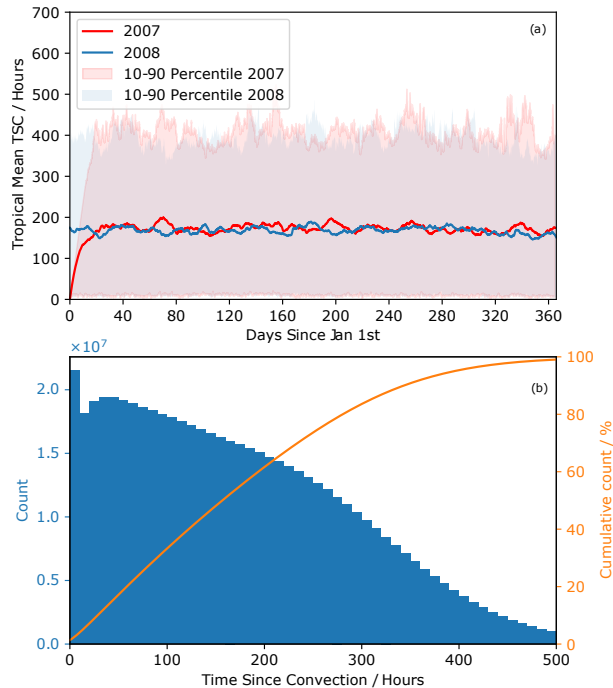 700
600
500
400
300
200
100
0
Tropical Mean TSC / Hours
2007
2008
10-90 Percentile 2007
10-90 Percentile 2008
(a)
0 40 80 120 160 200 240 280 320 360
Days Since Jan 1st
×10⁷
2.0
1.5
1.0
0.5
0.0
Count
(b)
100
80
60
40
20
0
Cumulative count / %
0 100 200 300 400 500
Time Since Convection / Hours